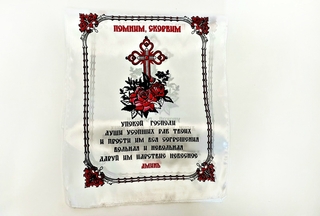 ПОМНИМ, СКОРБИМ
УПОКОЙ ГОСПОДИ
ДУШИ УСОПШИХ РАБ ТВОИХ
И ПРОСТИ ИМ ВСЯ СОГРЕШЕНИЯ
ВОЛЬНАЯ И НЕВОЛЬНАЯ
ДАРУЙ ИМ ЦАРСТВИЕ НЕБЕСНОЕ
АМИНЬ